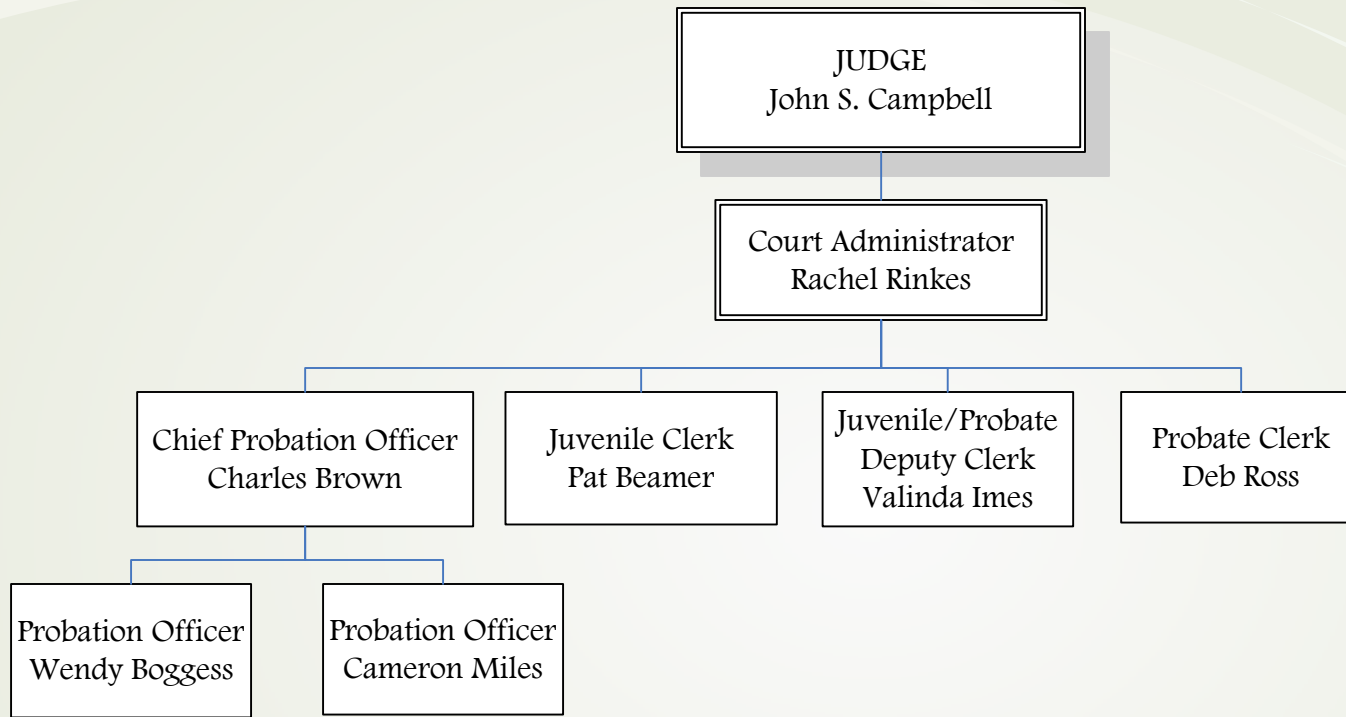 JUDGE
John S. Campbell
Court Administrator
Rachel Rinkes
Chief Probation Officer
Charles Brown
Juvenile Clerk
Pat Beamer
Juvenile/Probate
Deputy Clerk
Valinda Imes
Probate Clerk
Deb Ross
Probation Officer
Wendy Boggess
Probation Officer
Cameron Miles